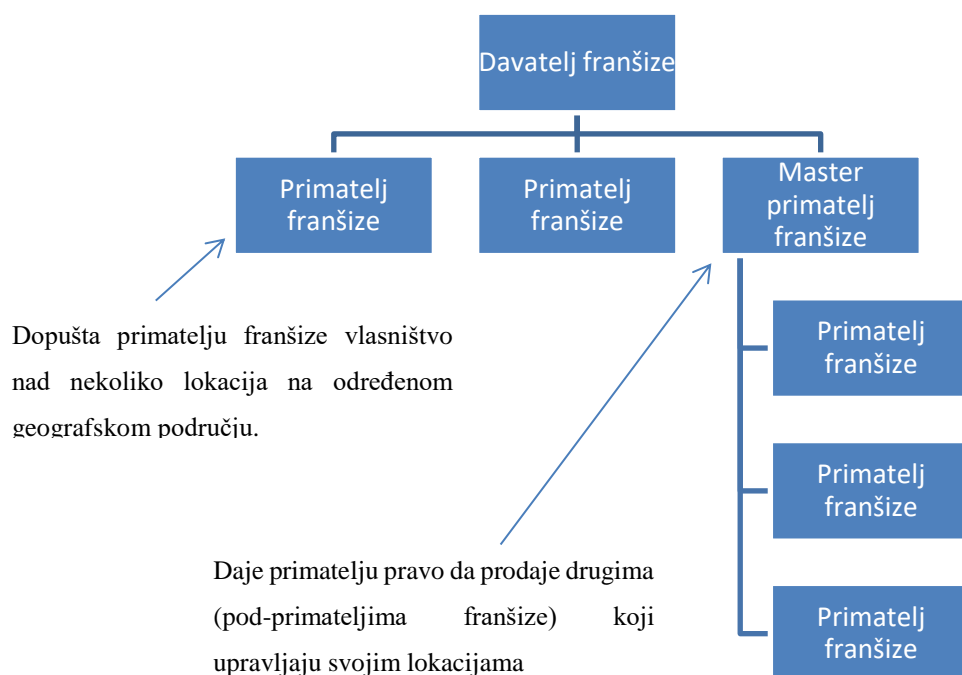 Davatelj franšize
Primatelj
franšize
Primatelj
franšize
Master
primatelj
franšize
Dopušta primatelju franšize vlasništvo
nad nekoliko lokacija na određenom
geografskom području.
Primatelj
franšize
Primatelj
franšize
Daje primatelju pravo da prodaje drugima
(pod-primateljima franšize) koji
upravljaju svojim lokacijama
Primatelj
franšize